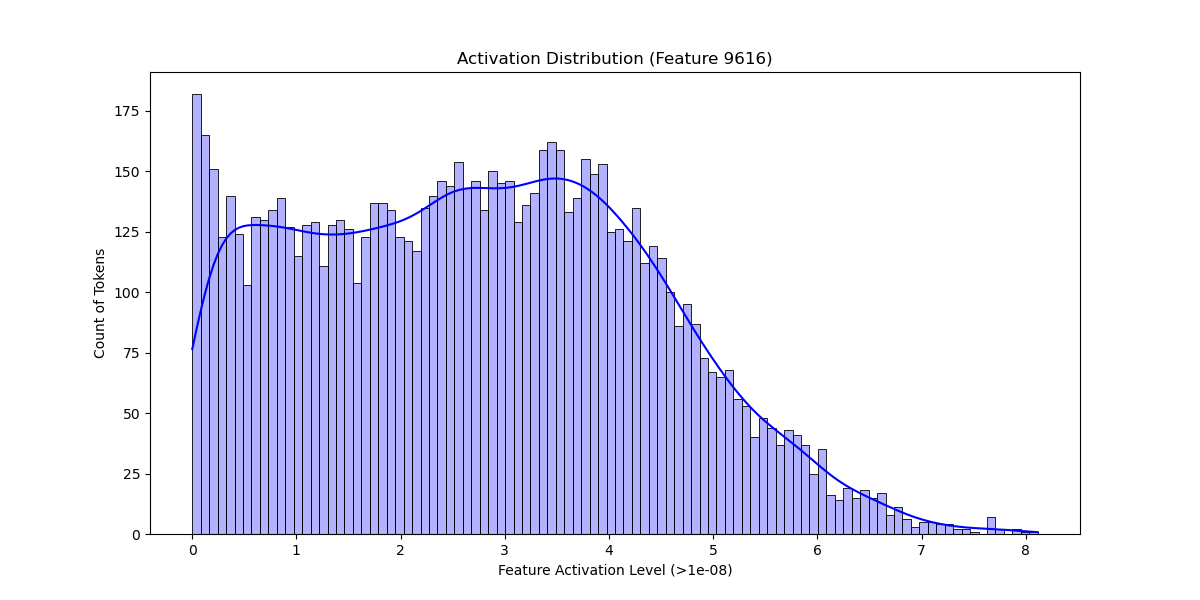 Activation Distribution (Feature 9616)
Count of Tokens
175
150
125
100
75
50
25
0
0 1 2 3 4 5 6 7 8
Feature Activation Level (>1e-08)